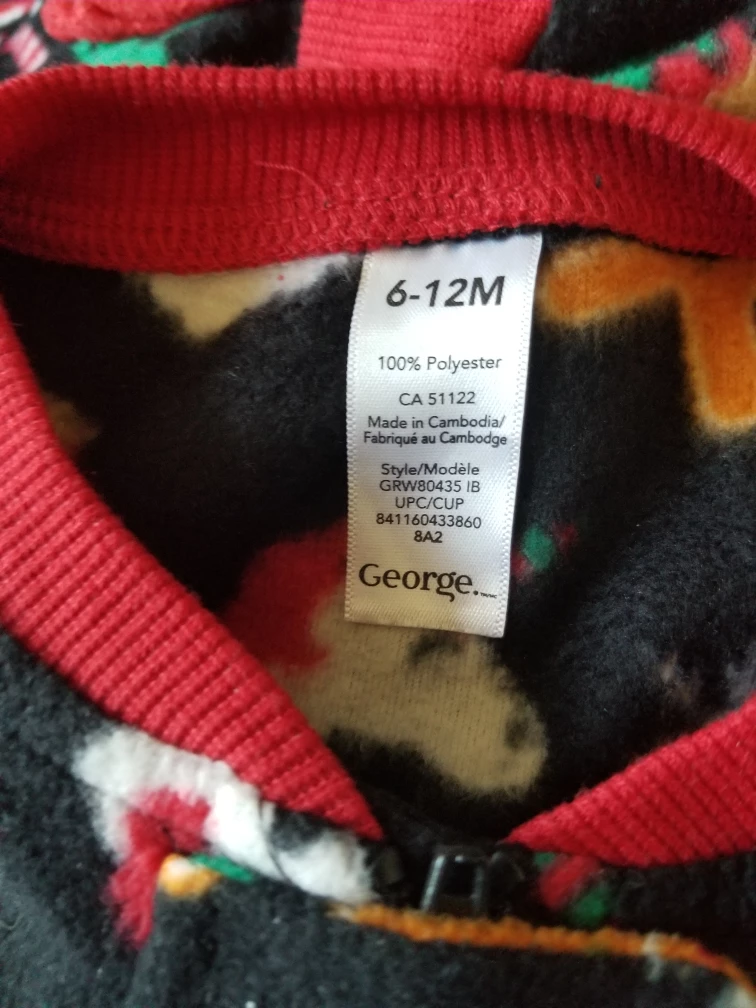 6-12M
100% Polyester
CA 51122
Made in Cambodia/
Fabriqué au Cambodge
Style/Modèle
GRW80435 IB
UPC/CUP
841160433860
8A2
George.